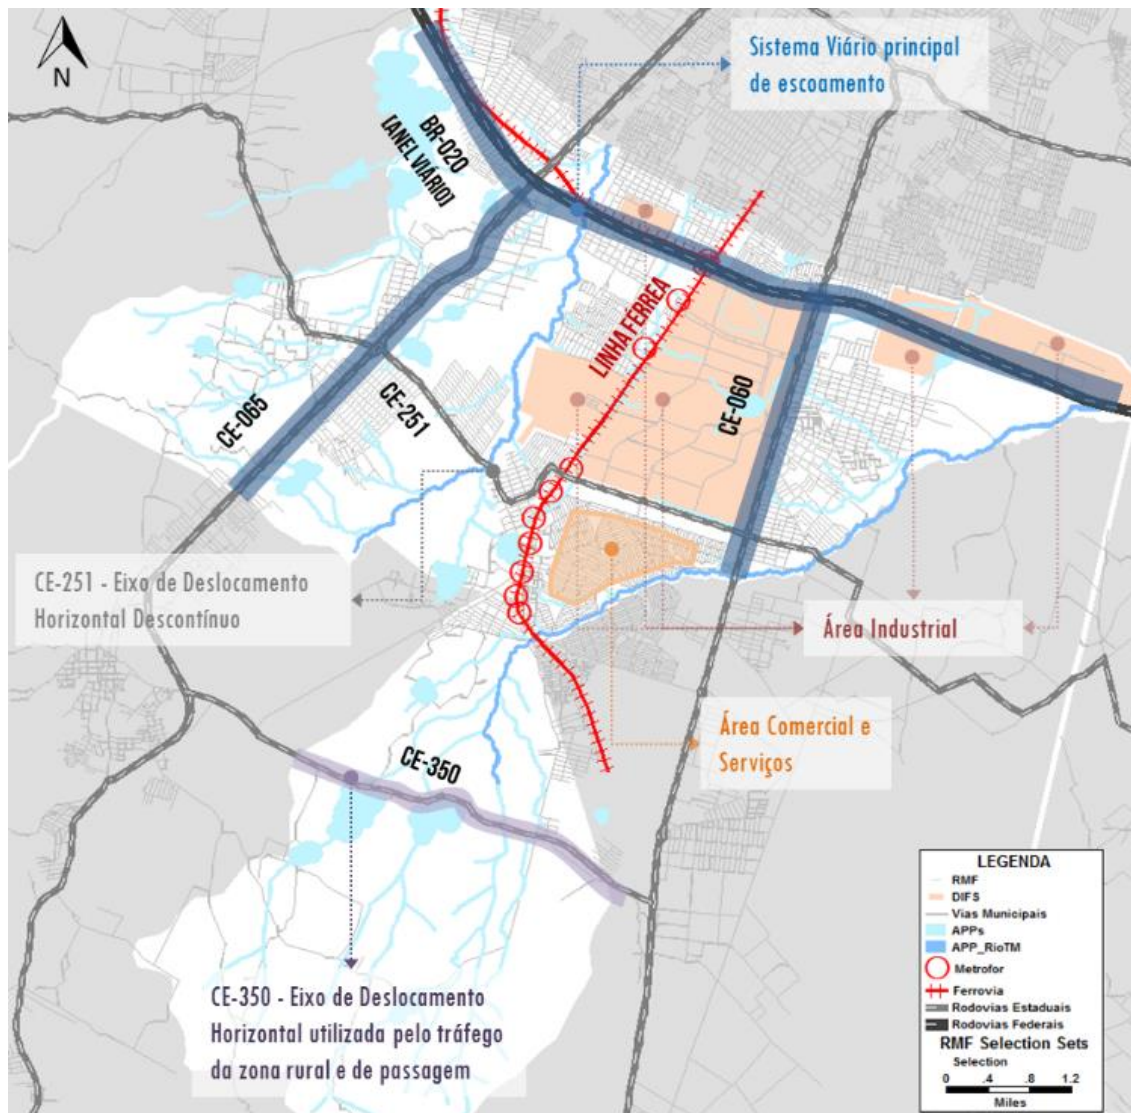 N
Sistema Viário principal
de escoamento
BR-020
[ANEL VIÁRIO]
LINHA FÉRREA
CE-065
CE-251
CE-060
CE-251 - Eixo de Deslocamento
Horizontal Descontínuo
Área Industrial
Área Comercial e
Serviços
CE-350
CE-350 - Eixo de Deslocamento
Horizontal utilizada pelo tráfego
da zona rural e de passagem
LEGENDA
RMF
DIFS
Vias Municipais
APPs
APP_RioTM
Metrofor
Ferrovia
Rodovias Estaduais
Rodovias Federais
RMF Selection Sets
Selection
0 .4 .8 1.2
Miles